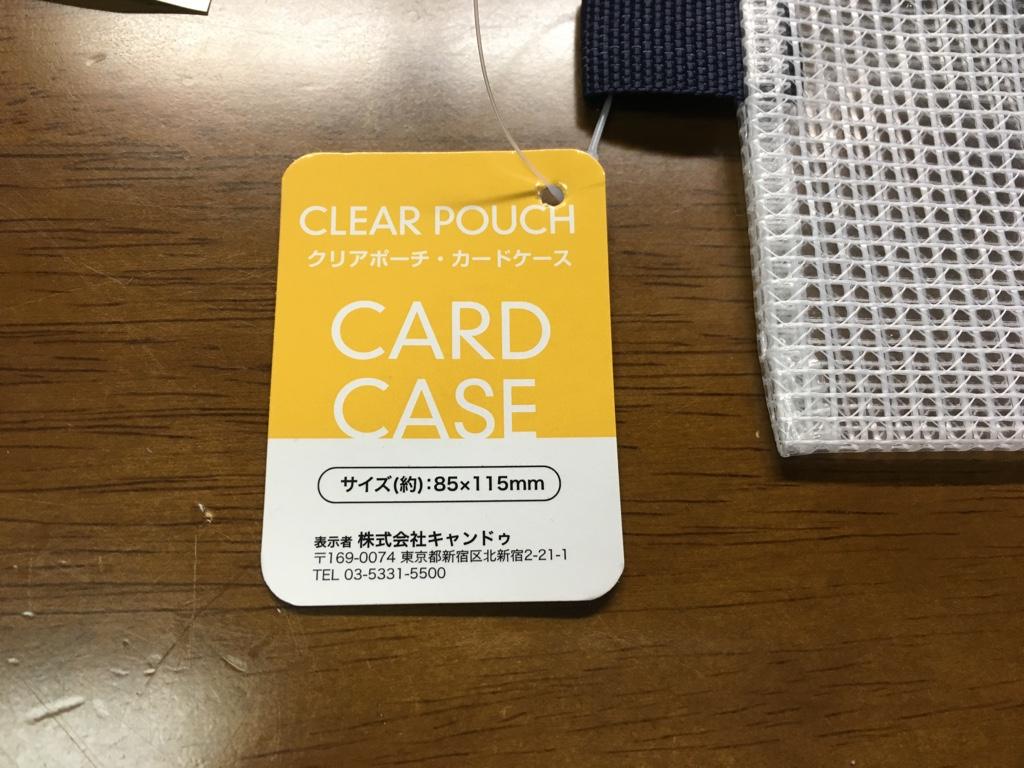 CLEAR POUCH
クリアポーチ・カードケース
CARD
CASE
サイズ(約):85×115mm
表示者 株式会社キャンドゥ
〒169-0074 東京都新宿区北新宿2-21-1
TEL 03-5331-5500